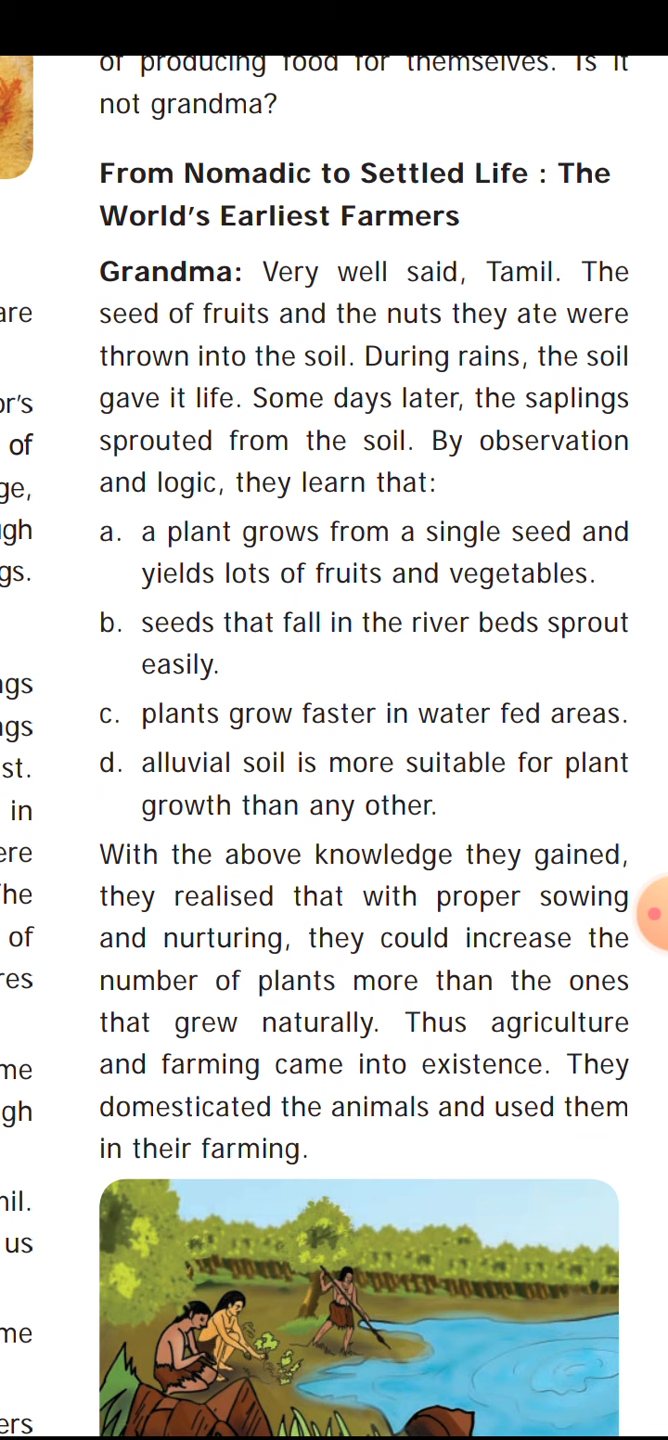 of producing food for themselves. Is it
not grandma?
From Nomadic to Settled Life : The
World's Earliest Farmers
Grandma: Very well said, Tamil. The
seed of fruits and the nuts they ate were
thrown into the soil. During rains, the soil
gave it life. Some days later, the saplings
sprouted from the soil. By observation
and logic, they learn that:
a. a plant grows from a single seed and
yields lots of fruits and vegetables.
b. seeds that fall in the river beds sprout
easily.
c. plants grow faster in water fed areas.
d. alluvial soil is more suitable for plant
growth than any other.
With the above knowledge they gained,
they realised that with proper sowing
and nurturing, they could increase the
number of plants more than the ones
that grew naturally. Thus agriculture
and farming came into existence. They
domesticated the animals and used them
in their farming.
of
in
of
us